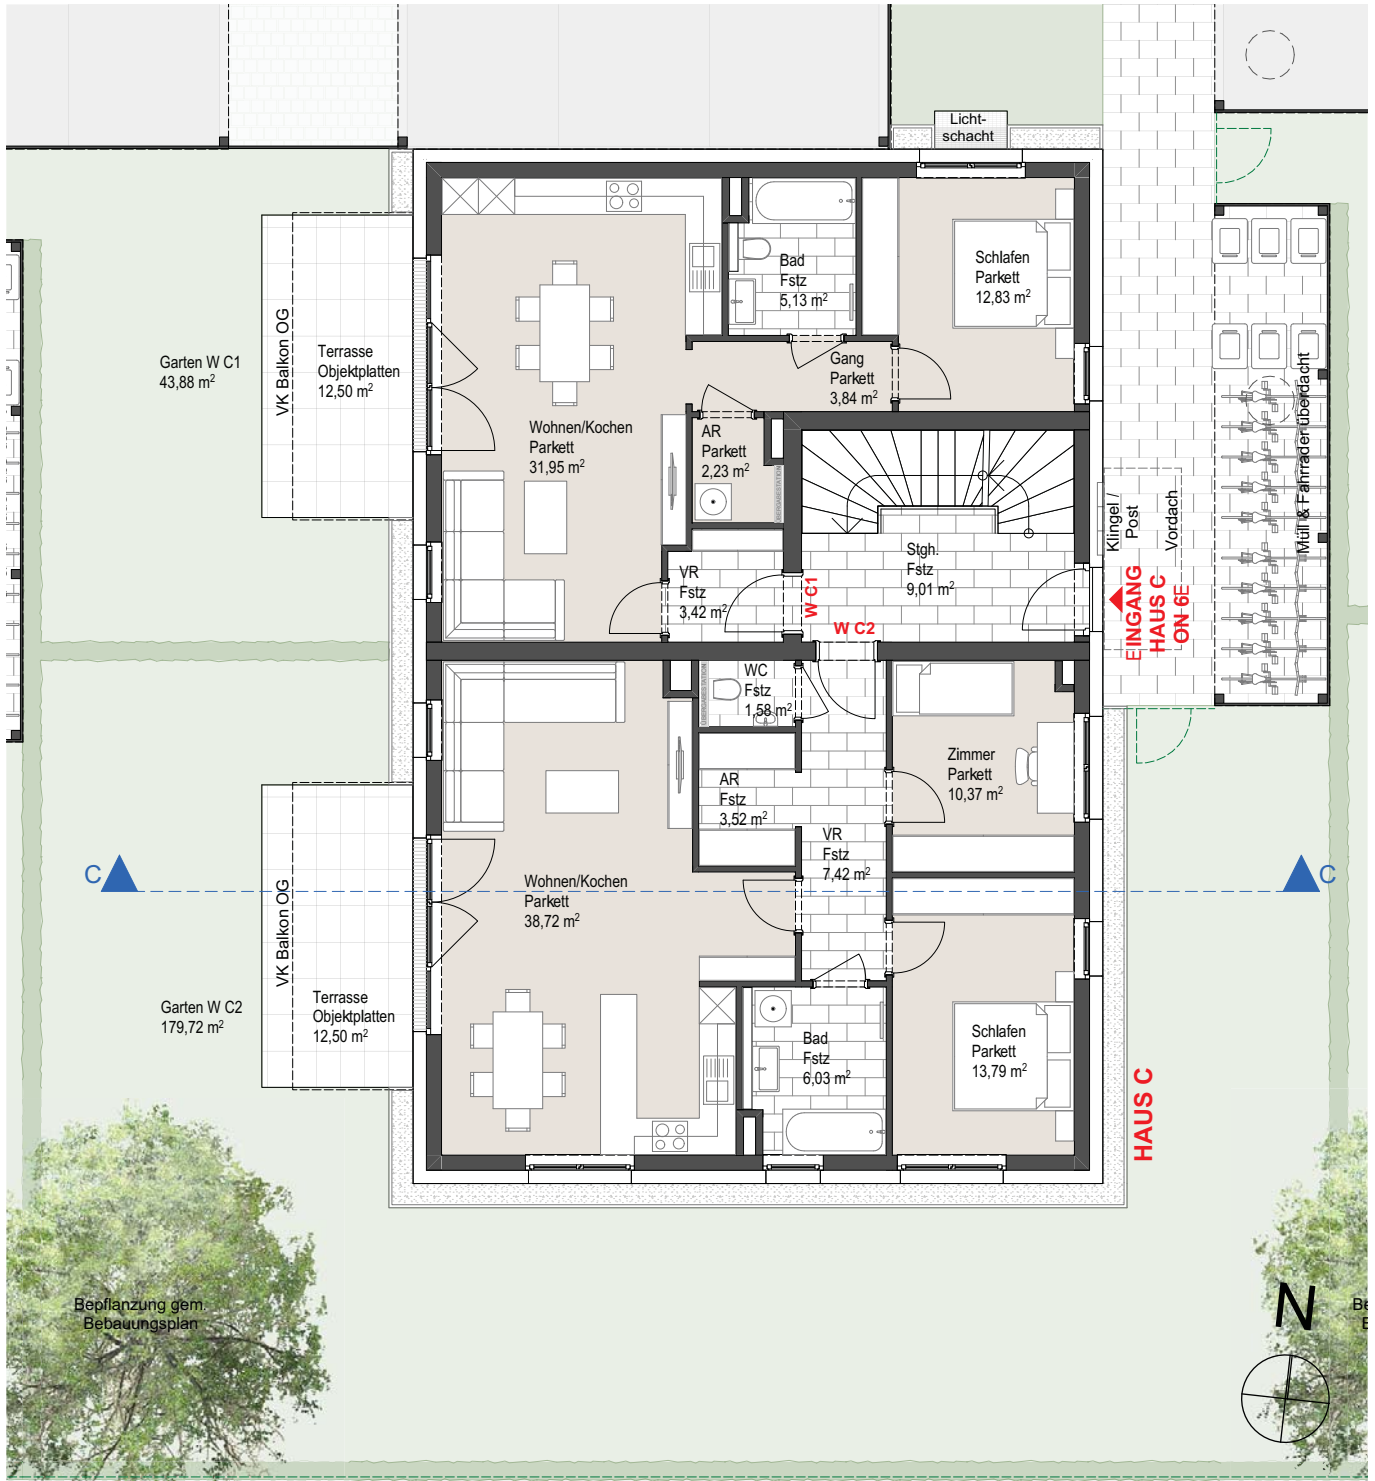 Licht-
schacht
Bad
Fstz
5,13 m²
Schlafen
Parkett
12,83 m²
Garten W C1
43,88 m²
VK Balkon OG
Terrasse
Objektplatten
12,50 m²
Gang
Parkett
3,84 m²
Wohnen/Kochen
Parkett
31,95 m²
AR
Parkett
2,23 m²
ÜBERGABESTATION
Müll & Fahrräder überdacht
Klingel /
Post
Vordach
Stgh.
Fstz
9,01 m²
VR
Fstz
3,42 m²
W C1
W C2
EINGANG
HAUS C
ON 6E
WC
Fstz
1,58 m²
ÜBERGABESTATION
Zimmer
Parkett
10,37 m²
AR
Fstz
3,52 m²
VR
Fstz
7,42 m²
C
C
Wohnen/Kochen
Parkett
38,72 m²
VK Balkon OG
Garten W C2
179,72 m²
Terrasse
Objektplatten
12,50 m²
Bad
Fstz
6,03 m²
Schlafen
Parkett
13,79 m²
HAUS C
Bepflanzung gem.
Bebauungsplan
N
Be
B